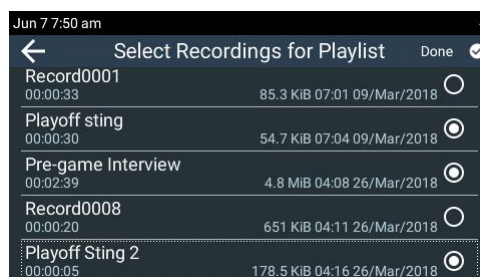 Jun 7 7:50 am
Select Recordings for Playlist Done
Record0001
00:00:33 85.3 KiB 07:01 09/Mar/2018
Playoff sting
00:00:30 54.7 KiB 07:04 09/Mar/2018
Pre-game Interview
00:02:39 4.8 MiB 04:08 26/Mar/2018
Record0008
00:00:20 651 KiB 04:11 26/Mar/2018
Playoff Sting 2
00:00:05 178.5 KiB 04:16 26/Mar/2018